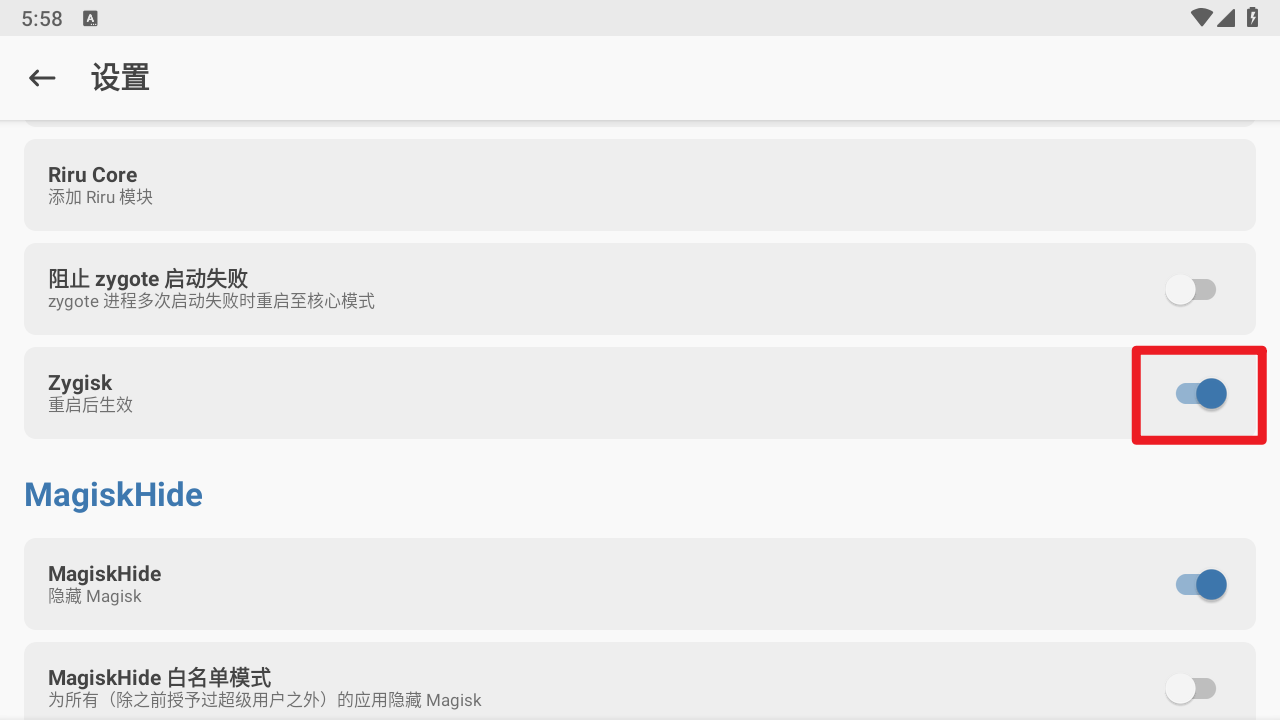 5:58
设置
Riru Core
添加 Riru 模块
阻止 zygote 启动失败
zygote 进程多次启动失败时重启至核心模式
Zygisk
重启后生效
MagiskHide
MagiskHide
隐藏 Magisk
MagiskHide 白名单模式
为所有（除之前授予过超级用户之外）的应用隐藏 Magisk